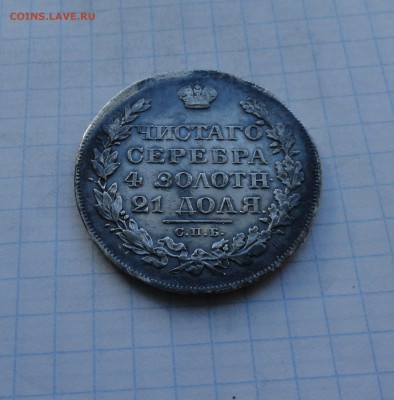 COINS.LAVE.RU
ЧИСТАГО
СЕРЕБРА
4 ЗОЛОТН
21 ДОЛЯ
С.П.Б.